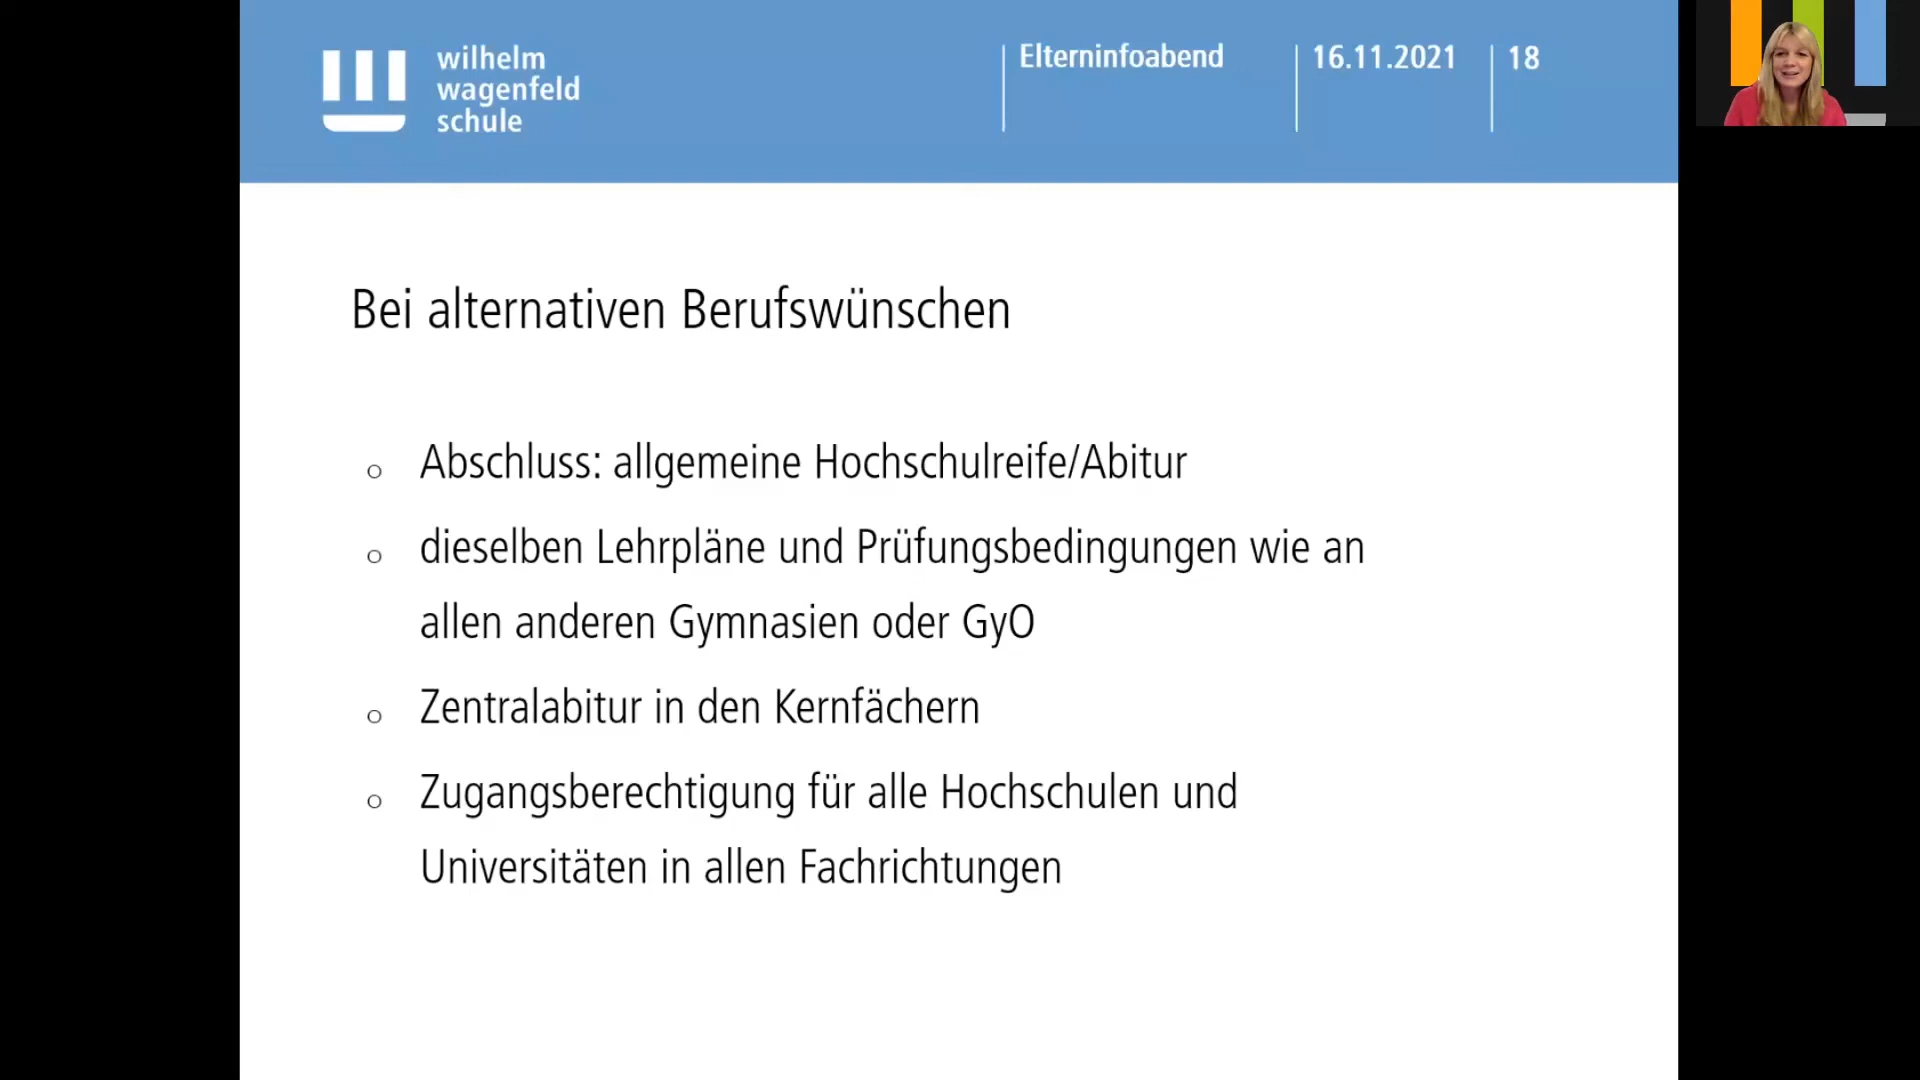 wilhelm
wagenfeld
schule
Elterninfoabend
16.11.2021
18
Bei alternativen Berufswünschen
Abschluss: allgemeine Hochschulreife/Abitur
dieselben Lehrpläne und Prüfungsbedingungen wie an
allen anderen Gymnasien oder GyO
Zentralabitur in den Kernfächern
Zugangsberechtigung für alle Hochschulen und
Universitäten in allen Fachrichtungen